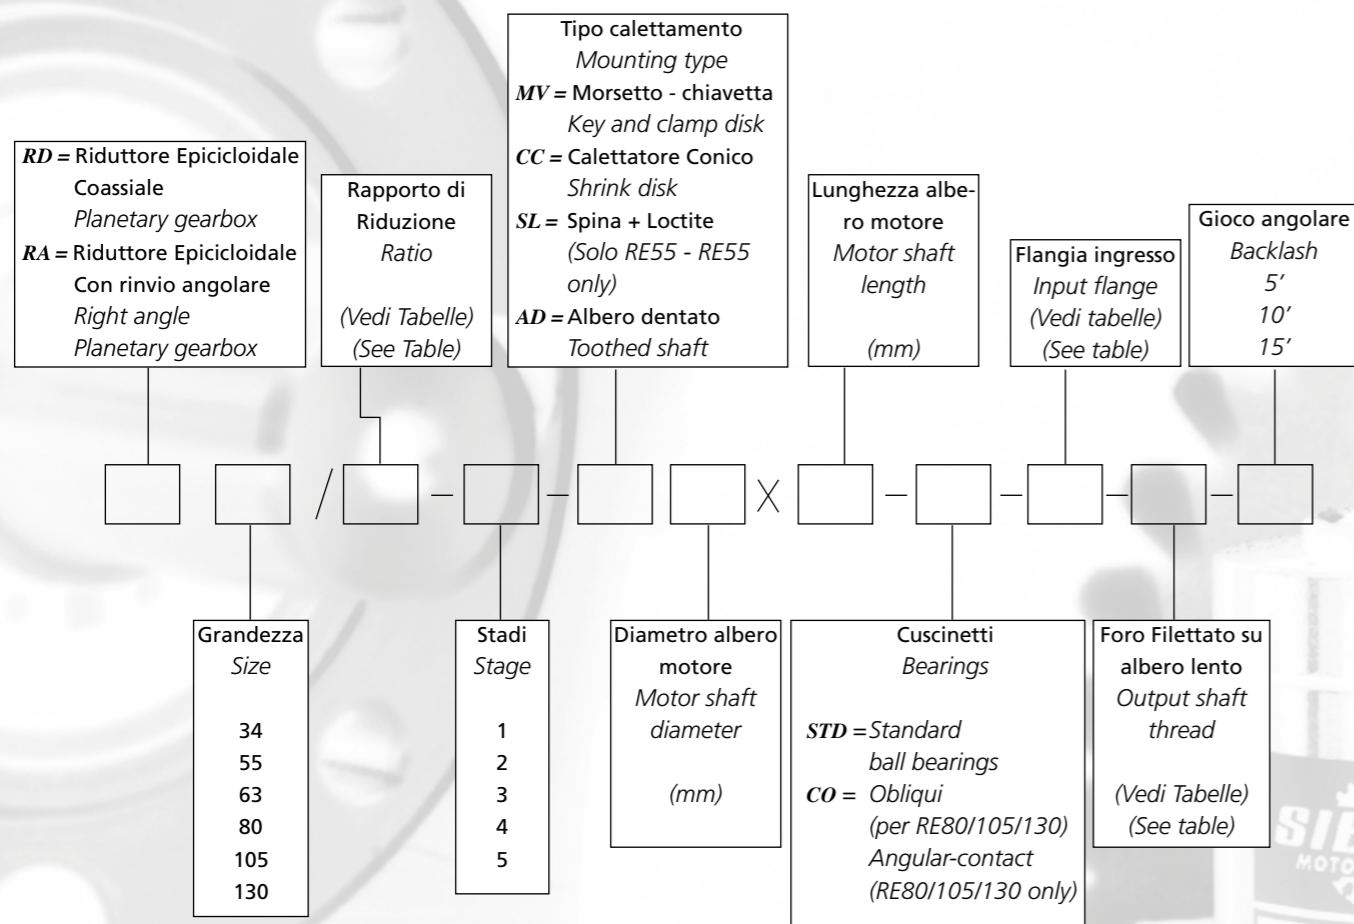 RD = Riduttore Epicicloidale
Coassiale
Planetary gearbox
RA = Riduttore Epicicloidale
Con rinvio angolare
Right angle
Planetary gearbox
Rapporto di
Riduzione
Ratio
(Vedi Tabelle)
(See Table)
Tipo calettamento
Mounting type
MV = Morsetto - chiavetta
Key and clamp disk
CC = Calettatore Conico
Shrink disk
SL = Spina + Loctite
(Solo RE55 - RE55
only)
AD = Albero dentato
Toothed shaft
Lunghezza albe-
ro motore
Motor shaft
length
(mm)
Flangia ingresso
Input flange
(Vedi tabelle)
(See table)
Gioco angolare
Backlash
5’
10’
15’
/ – – X – – – –
Grandezza
Size
34
55
63
80
105
130
Stadi
Stage
1
2
3
4
5
Diametro albero
motore
Motor shaft
diameter
(mm)
Cuscinetti
Bearings
STD = Standard
ball bearings
CO = Obliqui
(per RE80/105/130)
Angular-contact
(RE80/105/130 only)
Foro Filettato su
albero lento
Output shaft
thread
(Vedi Tabelle)
(See table)